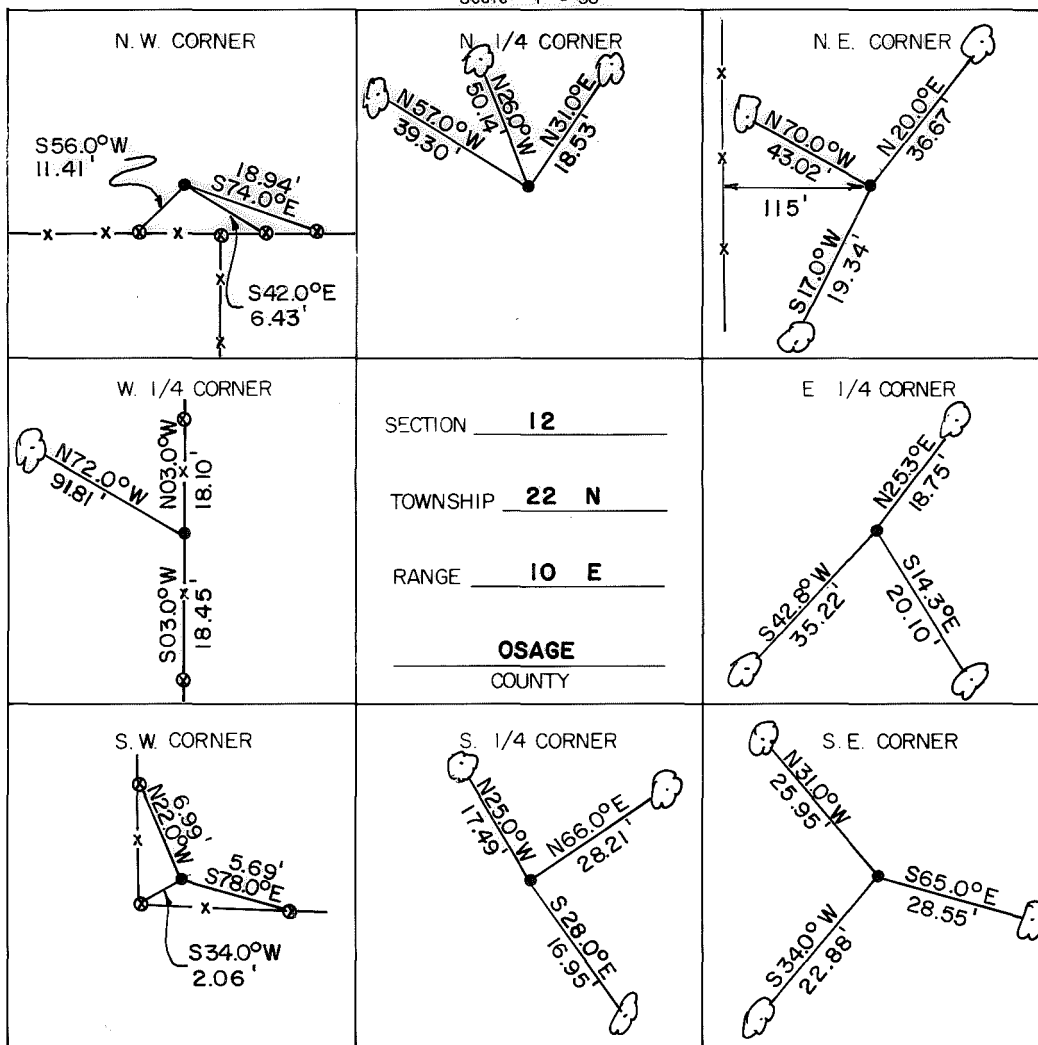 N. W. CORNER
S56.0°W
11.41'
18.94'
S74.0°E
S42.0°E
6.43'
N. 1/4 CORNER
N57.0°W
39.30'
N26.0°W
50.14'
N31.0°E
18.53'
N. E. CORNER
N 20.0°E
36.67'
N 70.0°W
43.02'
115'
S17.0°W
19.34'
W. 1/4 CORNER
N72.0°W
91.81'
N03.0°W
18.10'
S03.0°W
18.45'
SECTION 12
TOWNSHIP 22 N
RANGE 10 E
OSAGE
COUNTY
E 1/4 CORNER
N25.3°E
18.75'
S42.8°W
35.22'
S14.3°E
20.10'
S. W. CORNER
N22.0°W
6.99'
5.69'
S78.0°E
S34.0°W
2.06'
S. 1/4 CORNER
N25.0°W
17.49'
N66.0°E
28.21'
S 28.0°E
16.95'
S. E. CORNER
N31.0°W
25.95'
S65.0°E
28.55'
S34.0°W
22.88'